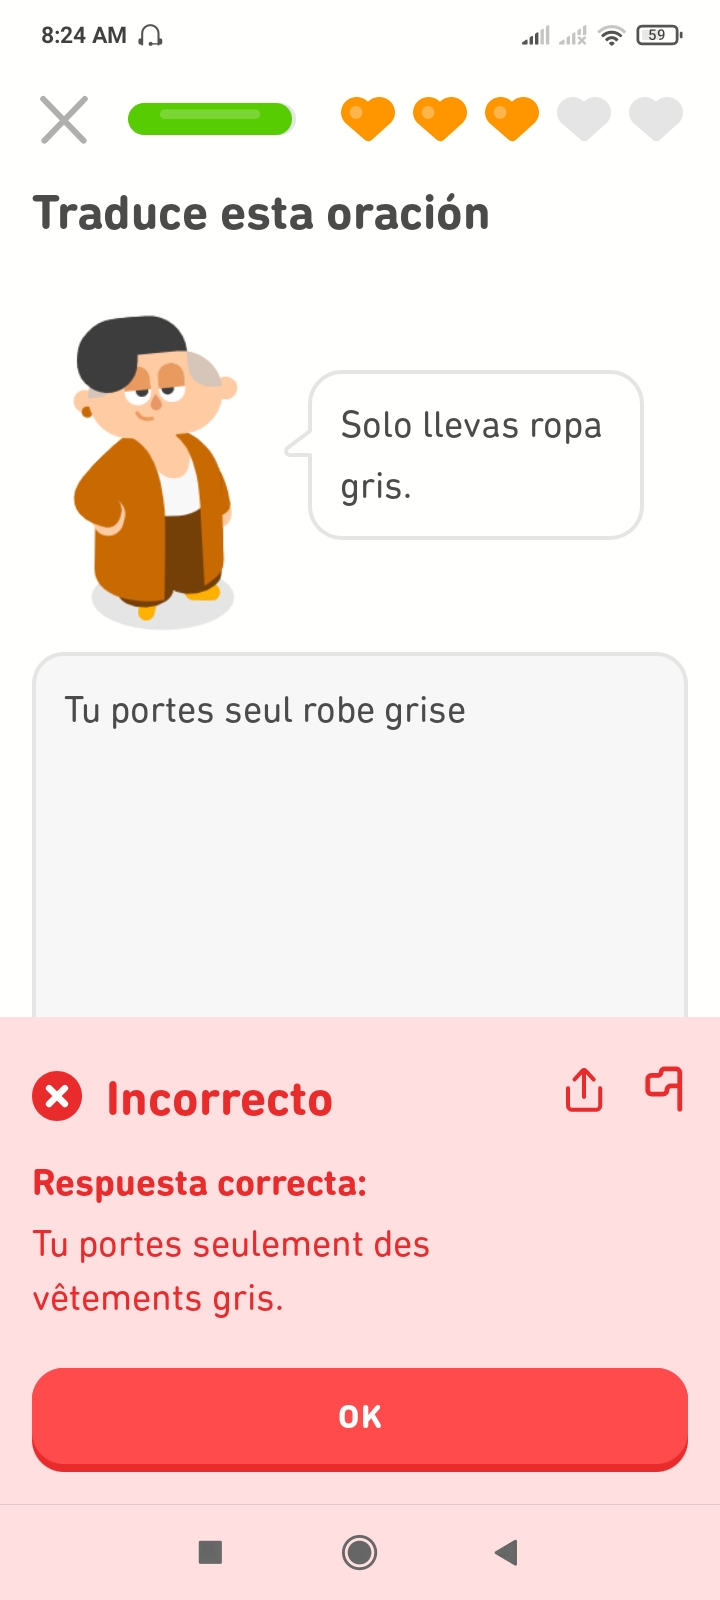 8:24 AM
59
Traduce esta oración
Solo llevas ropa
gris.
Tu portes seul robe grise
Incorrecto
Respuesta correcta:
Tu portes seulement des
vêtements gris.
OK